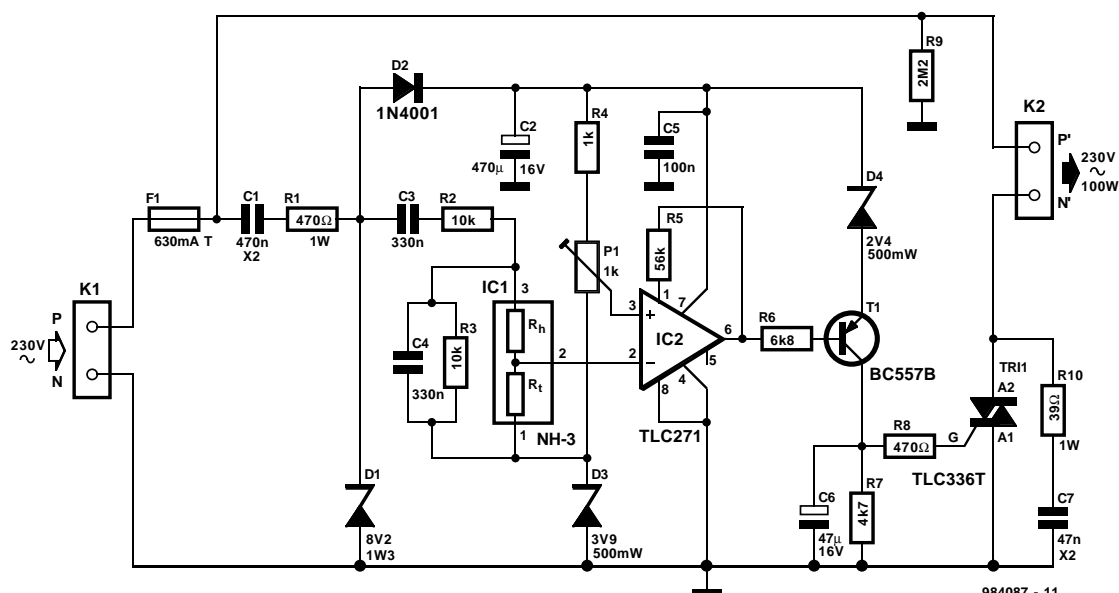 R9
2M2
D2
1N4001
K2
C2
470µ
16V
R4
1k
C5
100n
P'
N'
230V
~
100W
D4
2V4
500mW
F1
630mA T
C1
470n
X2
R1
470Ω
1W
C3
330n
R2
10k
R5
56k
P1
1k
K1
P
N
230V
~
IC1
3
Rh
Rt
2
1
NH-3
C4
330n
R3
10k
3
+
2
−
1
7
IC2
6
5
4
8
TLC271
R6
6k8
T1
BC557B
TRI1
A2
A1
G
TLC336T
R10
39Ω
1W
R8
470Ω
D1
8V2
1W3
D3
3V9
500mW
C6
47µ
16V
R7
4k7
C7
47n
X2
984087 - 11